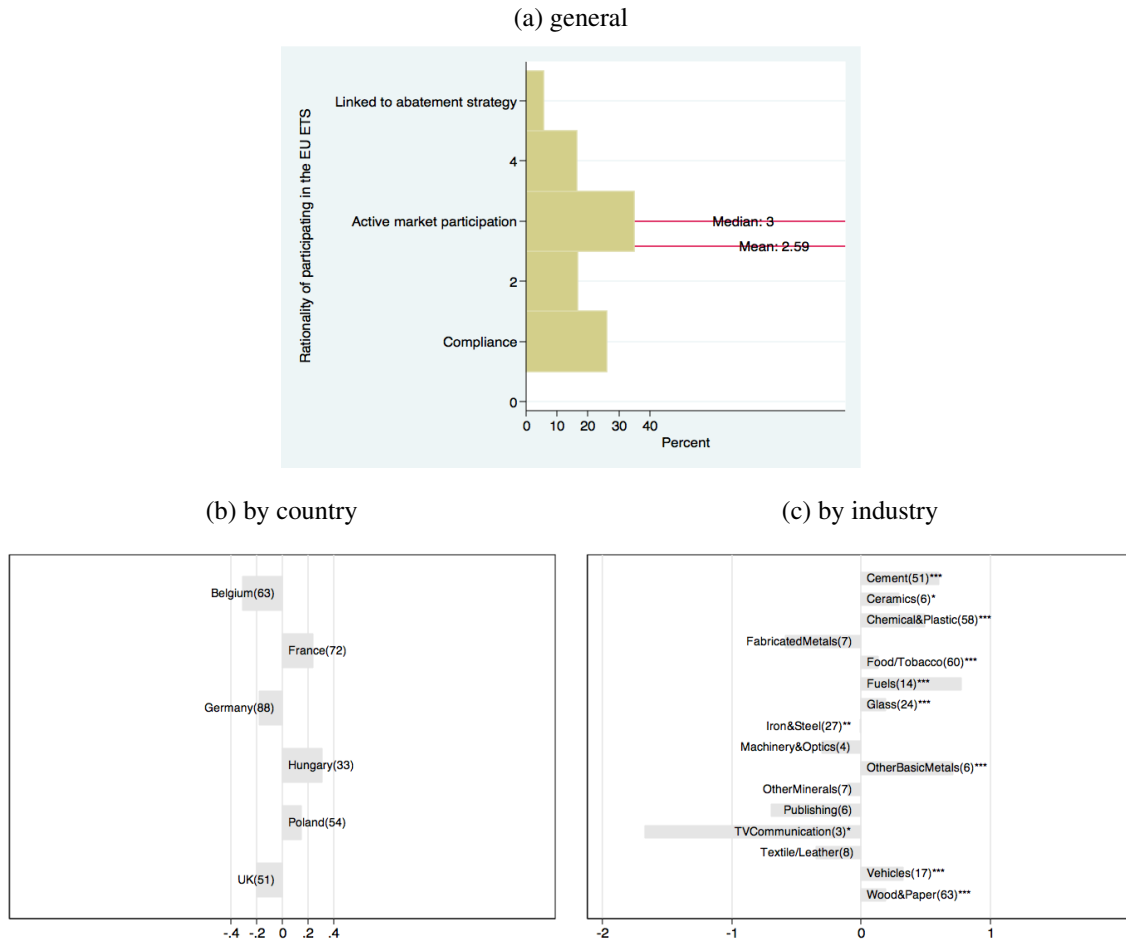 (a) general
Rationality of participating in the EU ETS
Linked to abatement strategy
4
Active market participation
Median: 3
Mean: 2.59
2
Compliance
0
0 10 20 30 40
Percent
(b) by country
Belgium(63)
France(72)
Germany(88)
Hungary(33)
Poland(54)
UK(51)
-.4 -.2 0 .2 .4
(c) by industry
Cement(51)***
Ceramics(6)*
Chemical&Plastic(58)***
FabricatedMetals(7)
Food/Tobacco(60)***
Fuels(14)***
Glass(24)***
Iron&Steel(27)**
Machinery&Optics(4)
OtherBasicMetals(6)***
OtherMinerals(7)
Publishing(6)
TVCommunication(3)*
Textile/Leather(8)
Vehicles(17)***
Wood&Paper(63)***
-2 -1 0 1